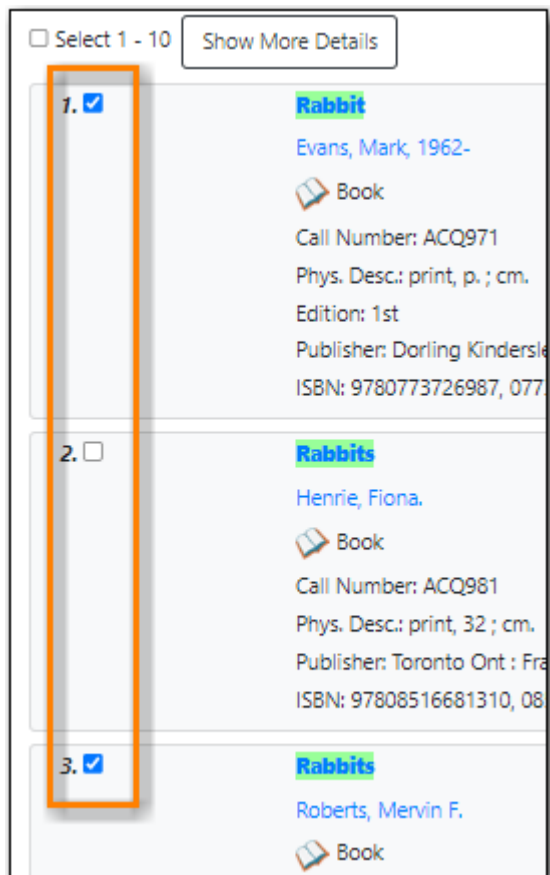 Select 1 - 10 Show More Details
1. Rabbit
Evans, Mark, 1962-
Book
Call Number: ACQ971
Phys. Desc.: print, p. ; cm.
Edition: 1st
Publisher: Dorling Kindersle
ISBN: 9780773726987, 077
2. Rabbits
Henrie, Fiona.
Book
Call Number: ACQ981
Phys. Desc.: print, 32 ; cm.
Publisher: Toronto Ont : Fra
ISBN: 97808516681310, 08
3. Rabbits
Roberts, Mervin F.
Book